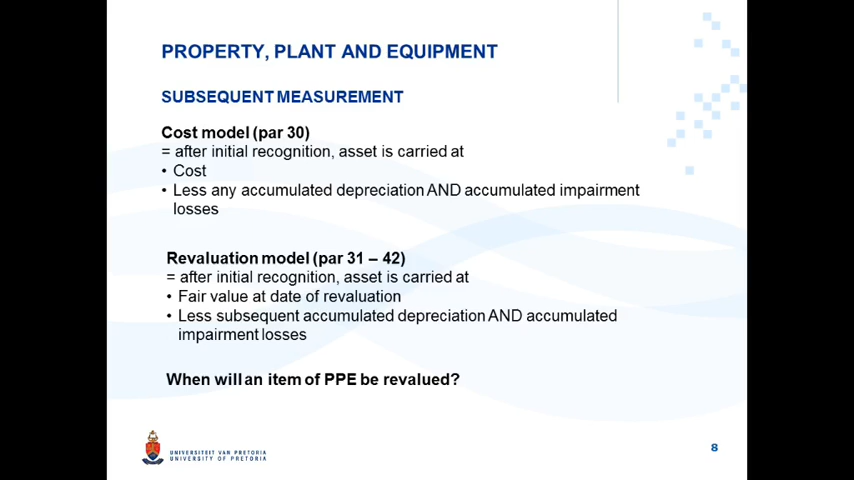 PROPERTY, PLANT AND EQUIPMENT
SUBSEQUENT MEASUREMENT
Cost model (par 30)
= after initial recognition, asset is carried at
• Cost
• Less any accumulated depreciation AND accumulated impairment
losses
Revaluation model (par 31 – 42)
= after initial recognition, asset is carried at
• Fair value at date of revaluation
• Less subsequent accumulated depreciation AND accumulated
impairment losses
When will an item of PPE be revalued?
UNIVERSITEIT VAN PRETORIA
UNIVERSITY OF PRETORIA
8